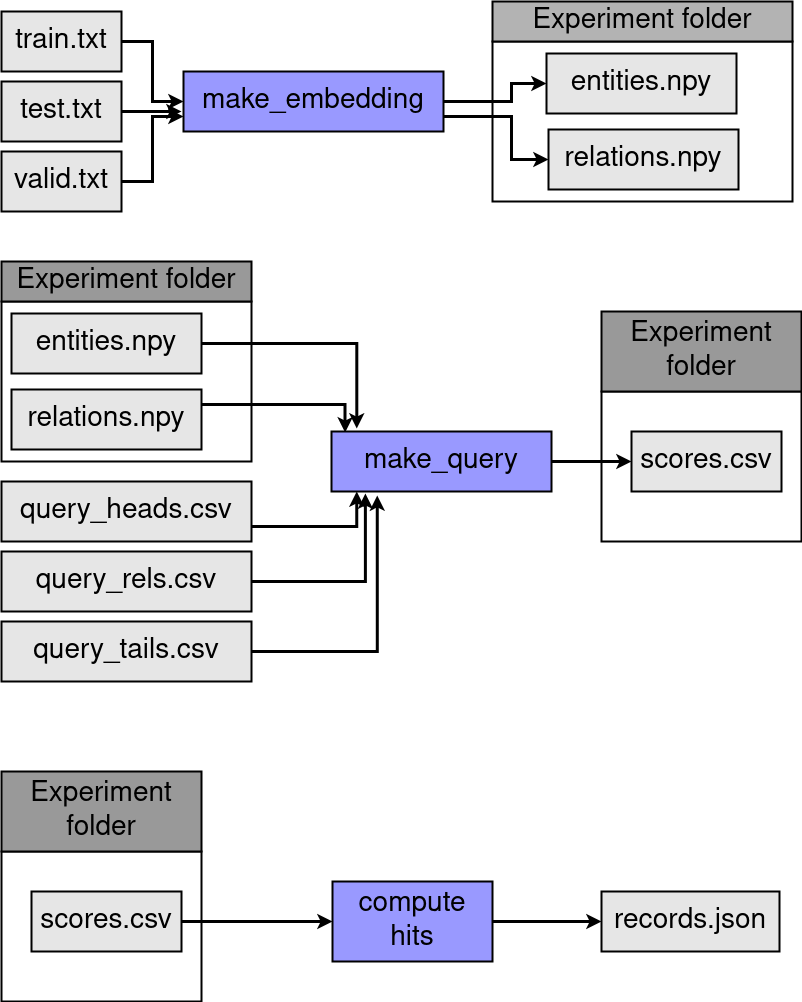 train.txt
test.txt
valid.txt
make_embedding
Experiment folder
entities.npy
relations.npy
Experiment folder
entities.npy
relations.npy
query_heads.csv
query_rels.csv
query_tails.csv
make_query
Experiment
folder
scores.csv
Experiment
folder
scores.csv
compute
hits
records.json